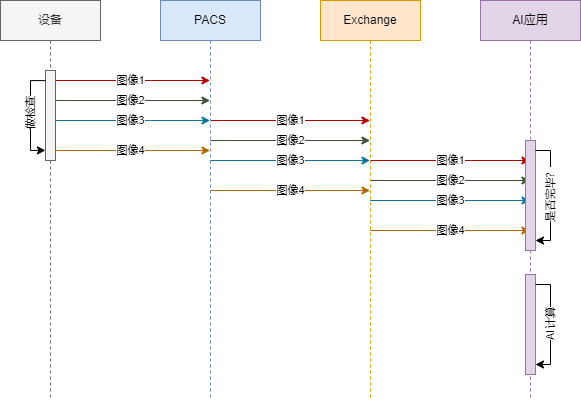 设备
PACS
Exchange
AI应用
做检查
图像1
图像2
图像3
图像4
图像1
图像2
图像3
图像4
图像1
图像2
图像3
图像4
是否完毕?
AI计算